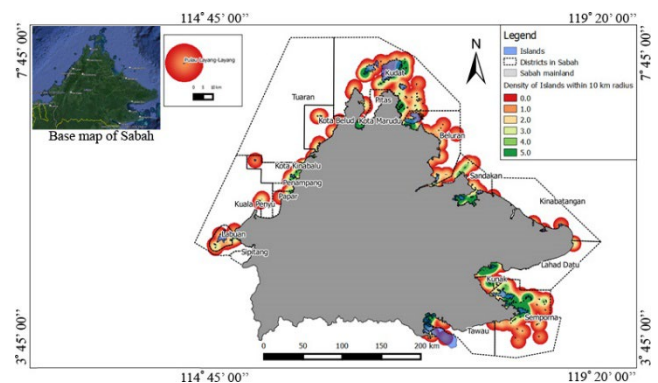 114 45 00’’
119 20 00’’
7 45’ 00’’
7 45’ 00’’
Base map of Sabah
Pulau Layang-Layang
N
Legend
Islands
Districts in Sabah
Sabah mainland
Density of Islands within 10 km radius
0.0
1.0
2.0
3.0
4.0
5.0
Kudat
Pitas
Tuaran
Kota Belud
Kota Marudu
Beluran
Kota Kinabalu
Penampang
Papar
Sandakan
Kinabatangan
Kuala Penyu
Labuan
Sipitang
Lahad Datu
Kunak
Semporna
Tawau
0 50 100 150 200 km
3 45’ 00’’
3 45’ 00’’
114 45 00’’
119 20 00’’